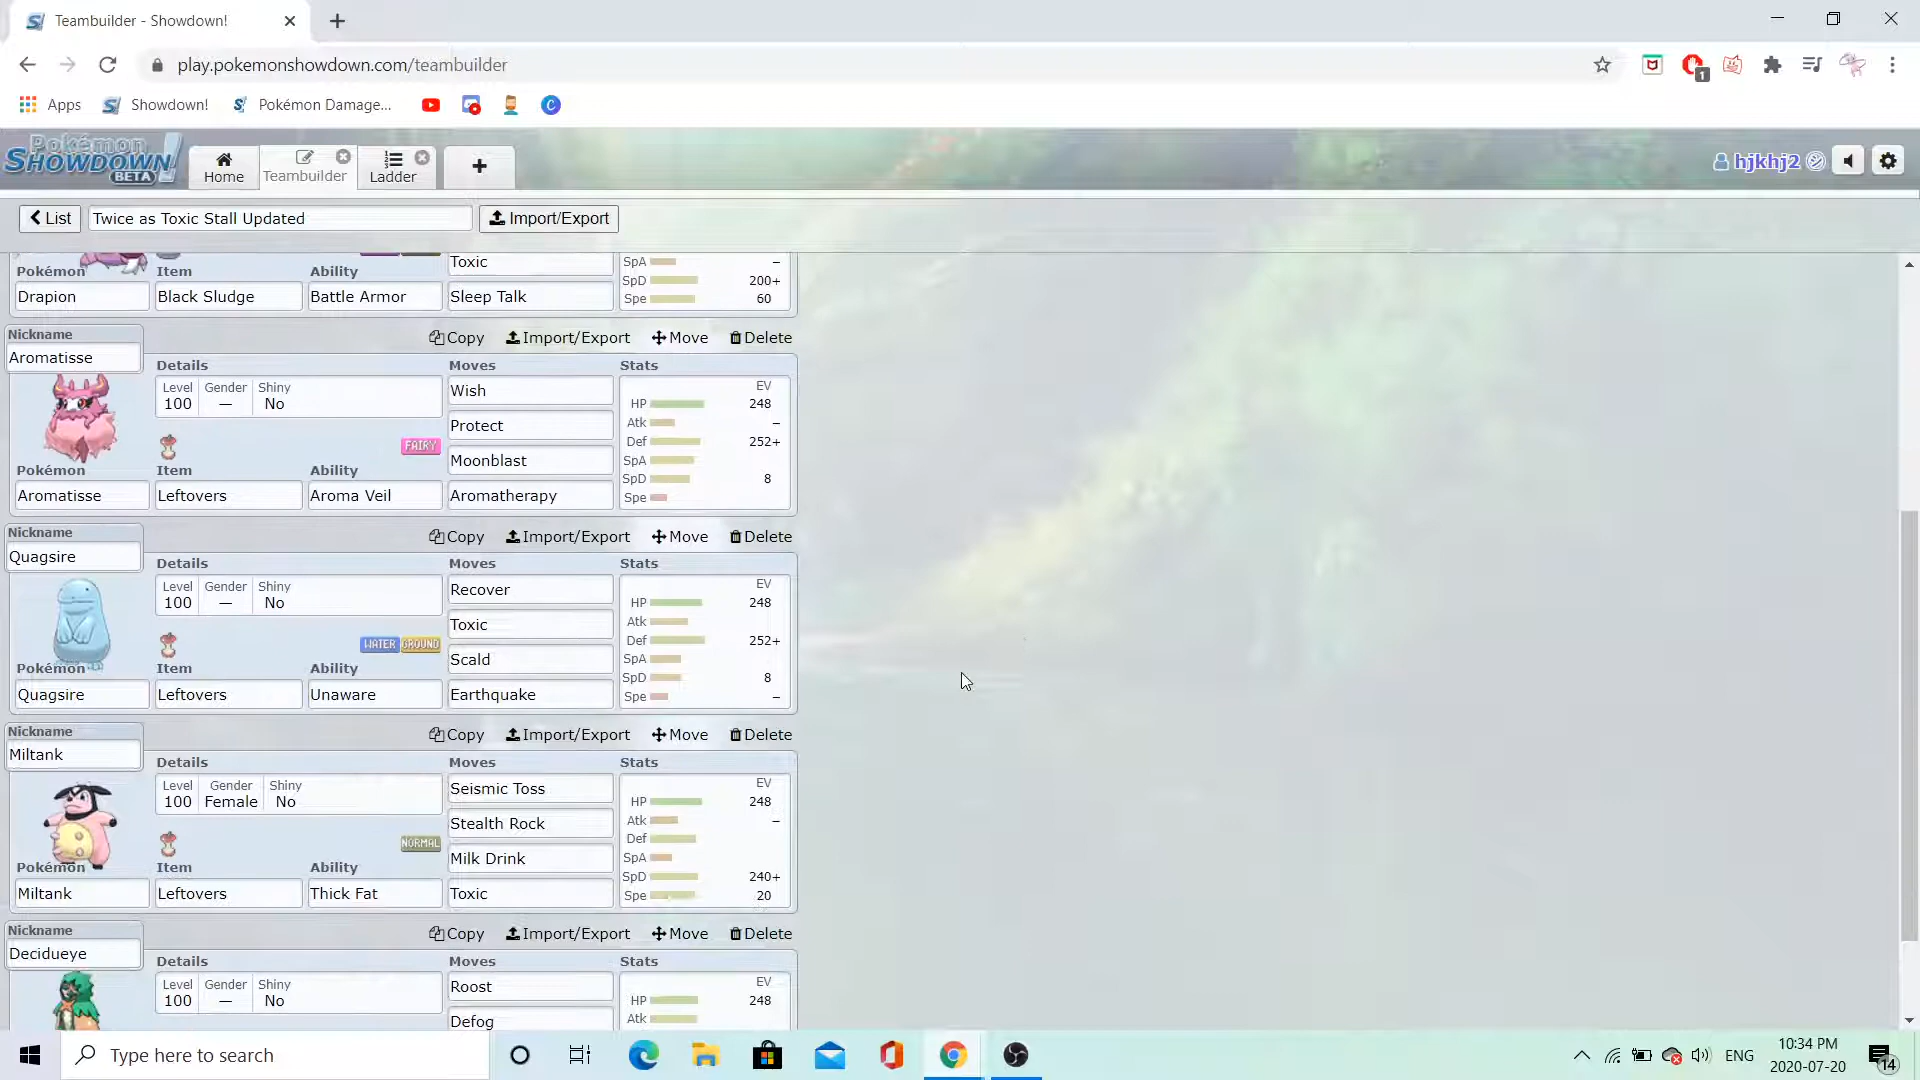 Teambuilder - Showdown!
play.pokemonshowdown.com/teambuilder
1
Apps Showdown! Pokémon Damage...
Pokémon
SHOWDOWN!
BETA
Home Teambuilder Ladder
hjkhj2
List Twice as Toxic Stall Updated Import/Export
Pokémon Item Ability Toxic SpA –
SpD 200+
Drapion Black Sludge Battle Armor Sleep Talk Spe 60
Nickname Copy Import/Export Move Delete
Aromatisse
Details Moves Stats
Level Gender Shiny Wish EV
100 — No HP 248
Protect Atk –
FAIRY Def 252+
Moonblast SpA
Pokémon Item Ability SpD 8
Aromatisse Leftovers Aroma Veil Aromatherapy Spe
Nickname Copy Import/Export Move Delete
Quagsire
Details Moves Stats
Level Gender Shiny Recover EV
100 — No HP 248
Toxic Atk
WATER GROUND Def 252+
Scald SpA
Pokémon Item Ability SpD 8
Quagsire Leftovers Unaware Earthquake Spe –
Nickname Copy Import/Export Move Delete
Miltank
Details Moves Stats
Level Gender Shiny Seismic Toss EV
100 Female No HP 248
Stealth Rock Atk –
NORMAL Def
Milk Drink SpA
Pokémon Item Ability SpD 240+
Miltank Leftovers Thick Fat Toxic Spe 20
Nickname Copy Import/Export Move Delete
Decidueye
Details Moves Stats
Level Gender Shiny Roost EV
100 — No HP 248
Defog Atk
Type here to search
ENG 10:34 PM
2020-07-20
14